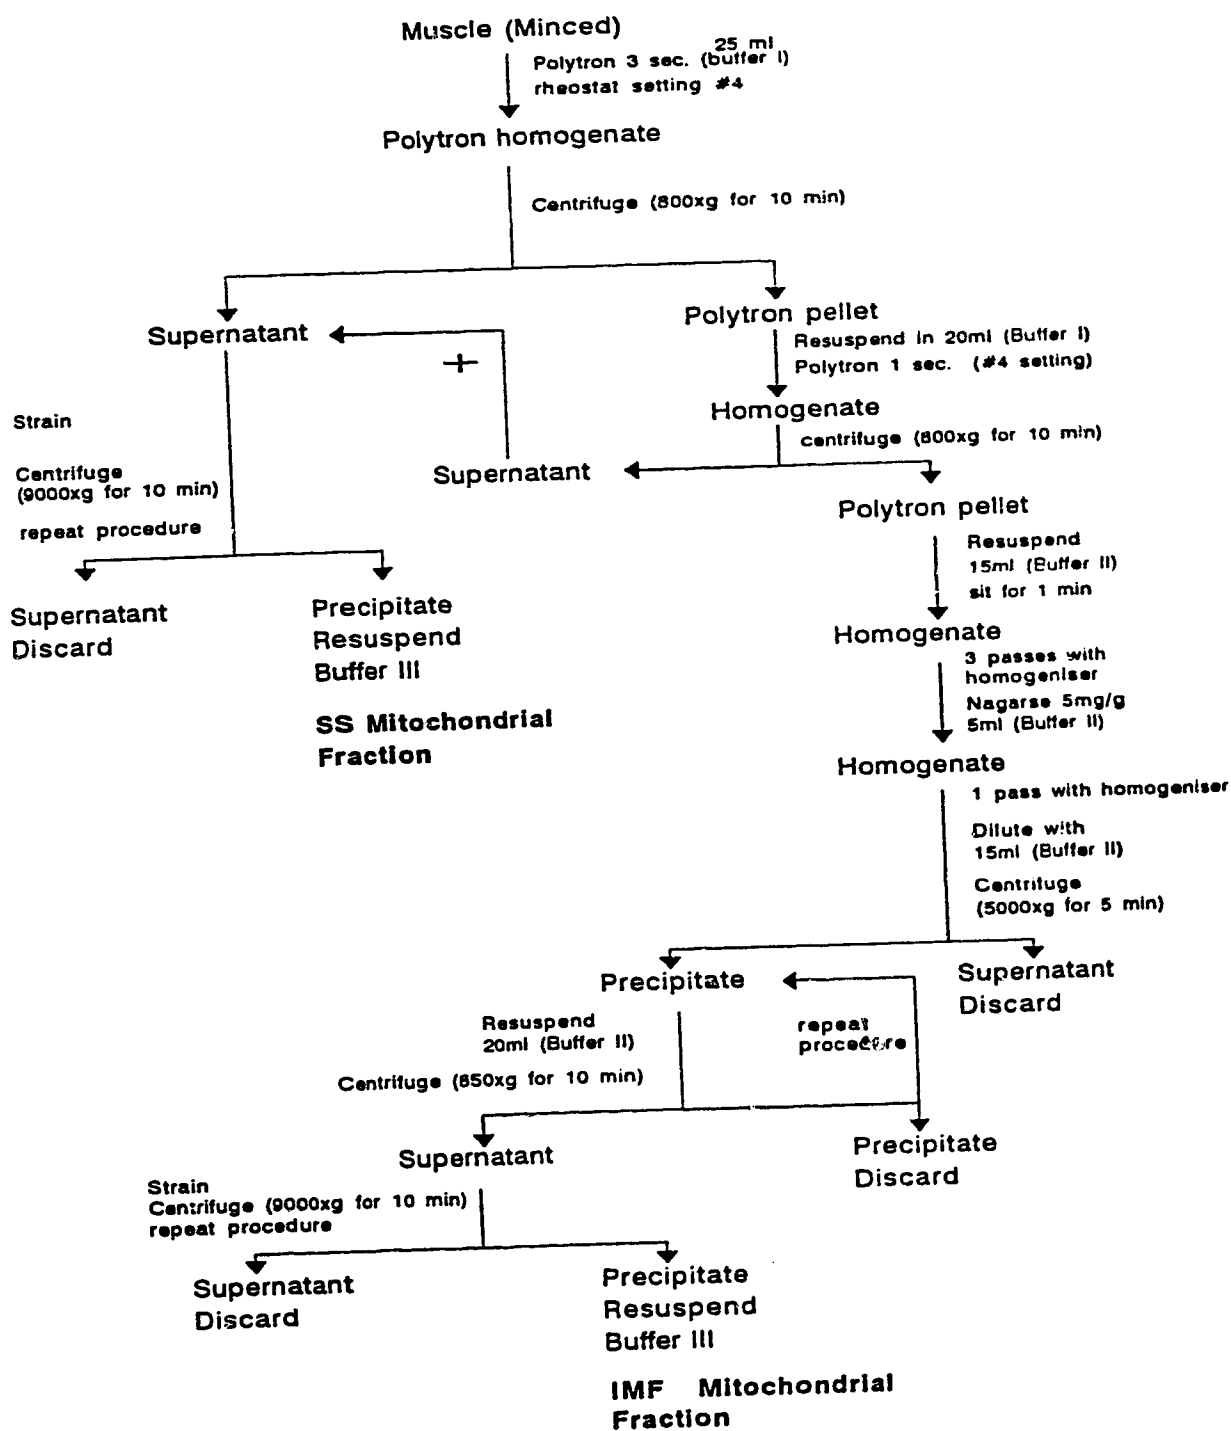 Muscle (Minced)
25 ml
Polytron 3 sec. (buffer I)
rheostat setting #4
Polytron homogenate
Centrifuge (800xg for 10 min)
Supernatant
Polytron pellet
Resuspend in 20ml (Buffer I)
Polytron 1 sec. (#4 setting)
+
Homogenate
centrifuge (800xg for 10 min)
Strain
Centrifuge
(9000xg for 10 min)
repeat procedure
Supernatant
Polytron pellet
Resuspend
15ml (Buffer II)
sit for 1 min
Supernatant
Discard
Precipitate
Resuspend
Buffer III
SS Mitochondrial
Fraction
Homogenate
3 passes with
homogeniser
Nagarse 5mg/g
5ml (Buffer II)
Homogenate
1 pass with homogeniser
Dilute with
15ml (Buffer II)
Centrifuge
(5000xg for 5 min)
Precipitate
Supernatant
Discard
Resuspend
20ml (Buffer II)
repeat
procedure
Centrifuge (650xg for 10 min)
Supernatant
Precipitate
Discard
Strain
Centrifuge (9000xg for 10 min)
repeat procedure
Supernatant
Discard
Precipitate
Resuspend
Buffer III
IMF Mitochondrial
Fraction